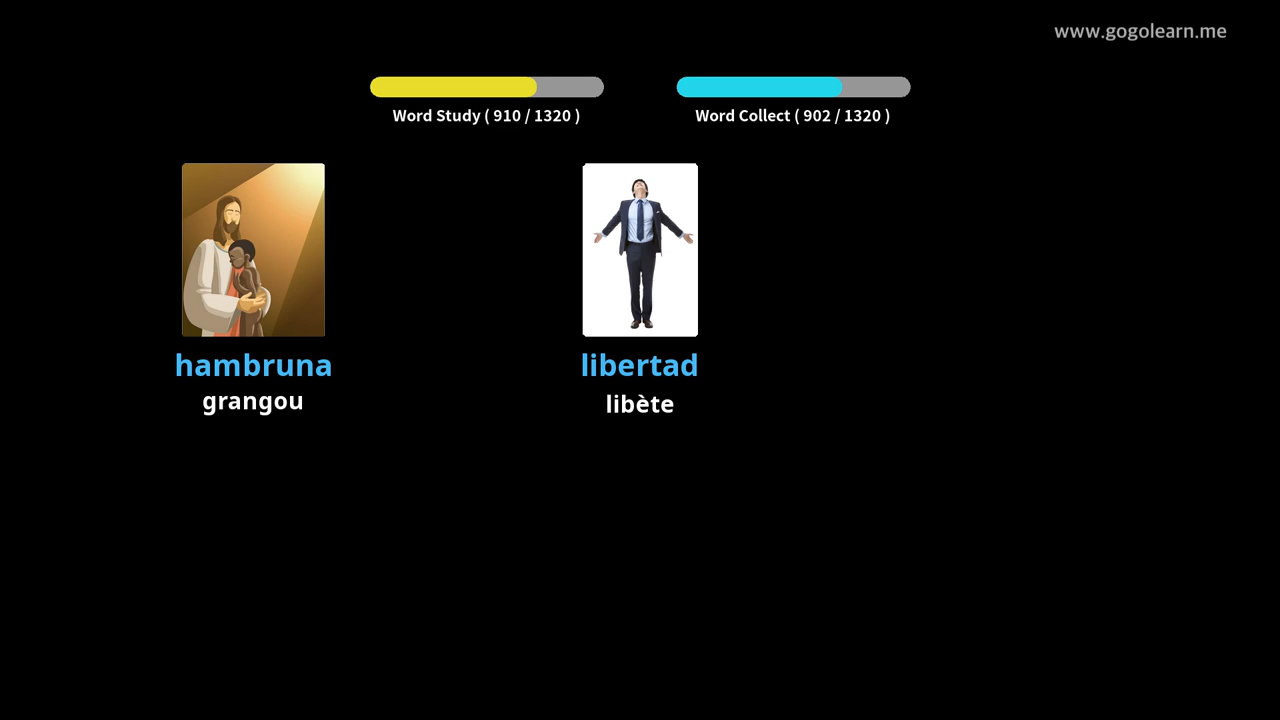 www.gogolearn.me
Word Study ( 910 / 1320 )
Word Collect ( 902 / 1320 )
hambruna
grangou
libertad
libète